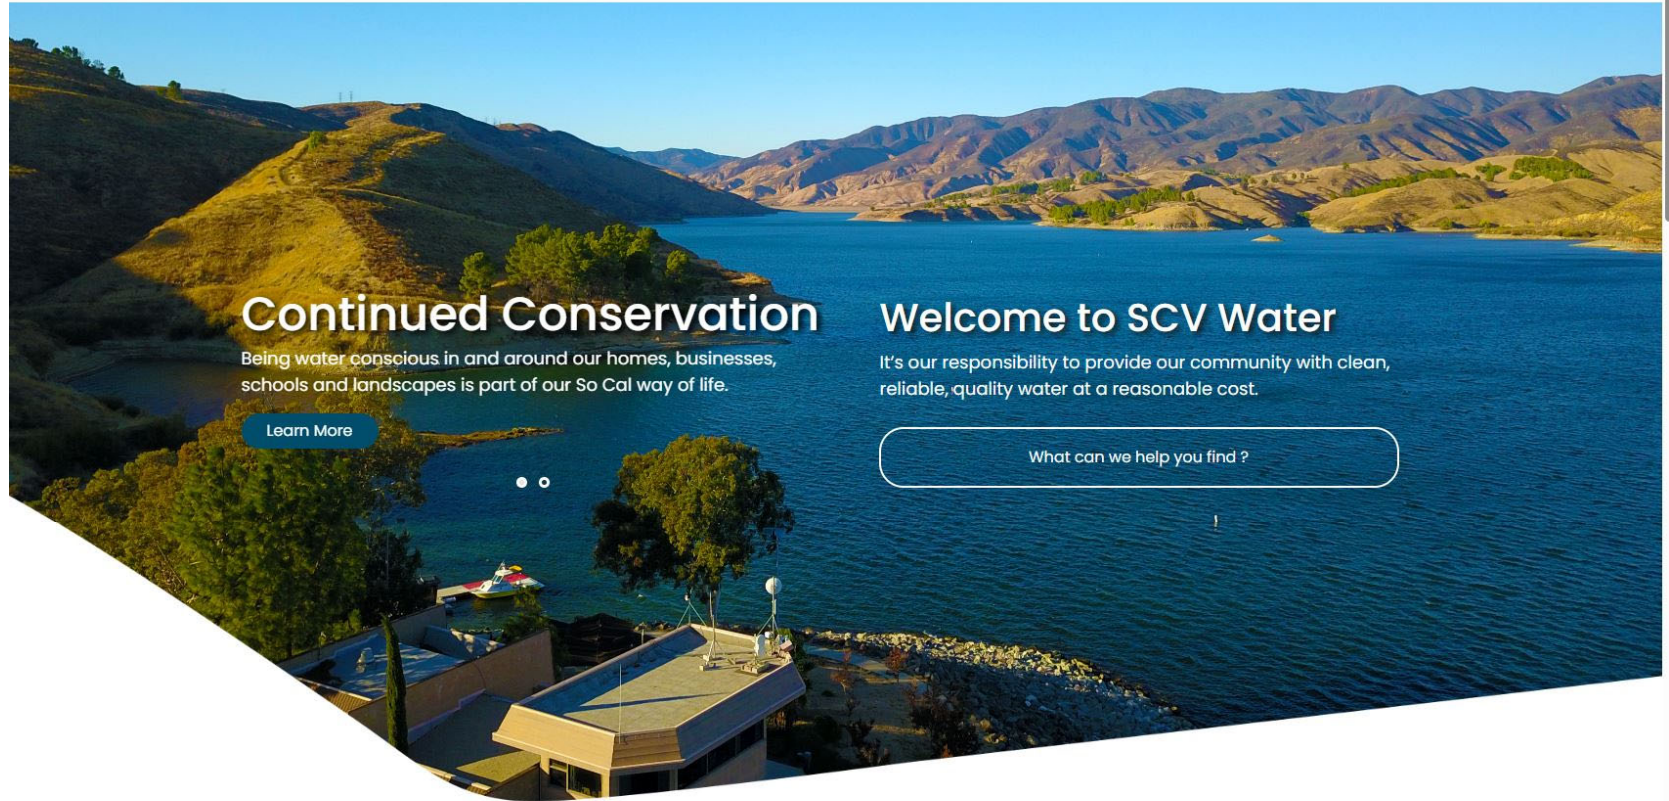 Continued Conservation
Being water conscious in and around our homes, businesses,
schools and landscapes is part of our So Cal way of life.
Learn More
Welcome to SCV Water
It's our responsibility to provide our community with clean,
reliable, quality water at a reasonable cost.
What can we help you find ?